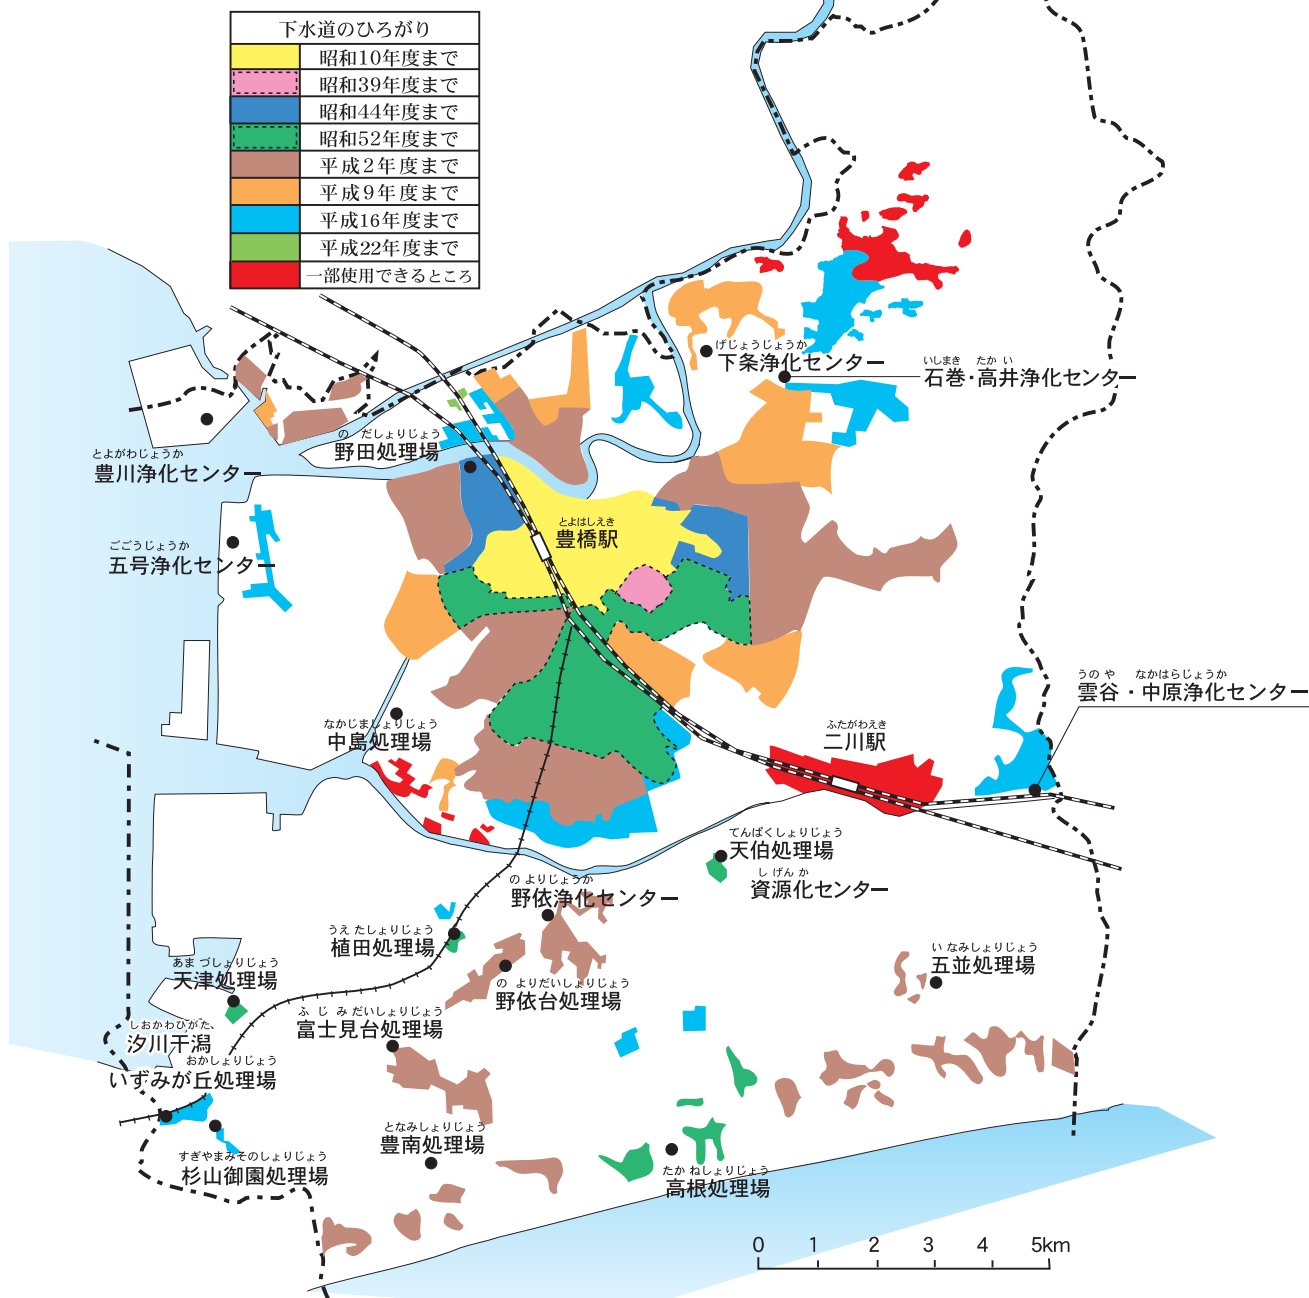 下水道のひろがり
昭和10年度まで
昭和39年度まで
昭和44年度まで
昭和52年度まで
平成2年度まで
平成9年度まで
平成16年度まで
平成22年度まで
一部使用できるところ
げじょうじょうか
下条浄化センター
いしまき たかい
石巻・高井浄化センター
のだしょりじょう
野田処理場
とよがわじょうか
豊川浄化センター
とよはしえき
豊橋駅
ごごうじょうか
五号浄化センター
うのや なかはらじょうか
雲谷・中原浄化センター
なかじましょりじょう
中島処理場
ふたがわえき
二川駅
てんぱくしょりじょう
天伯処理場
しげんか
資源化センター
のよりじょうか
野依浄化センター
うえたしょりじょう
植田処理場
いなみしょりじょう
五並処理場
あまづしょりじょう
天津処理場
のよりだいしょりじょう
野依台処理場
ふじみだいしょりじょう
富士見台処理場
しおかわひがた
汐川干潟
おかしょりじょう
いずみが丘処理場
となみしょりじょう
豊南処理場
すぎやまみそのしょりじょう
杉山御園処理場
たかねしょりじょう
高根処理場
0 1 2 3 4 5km